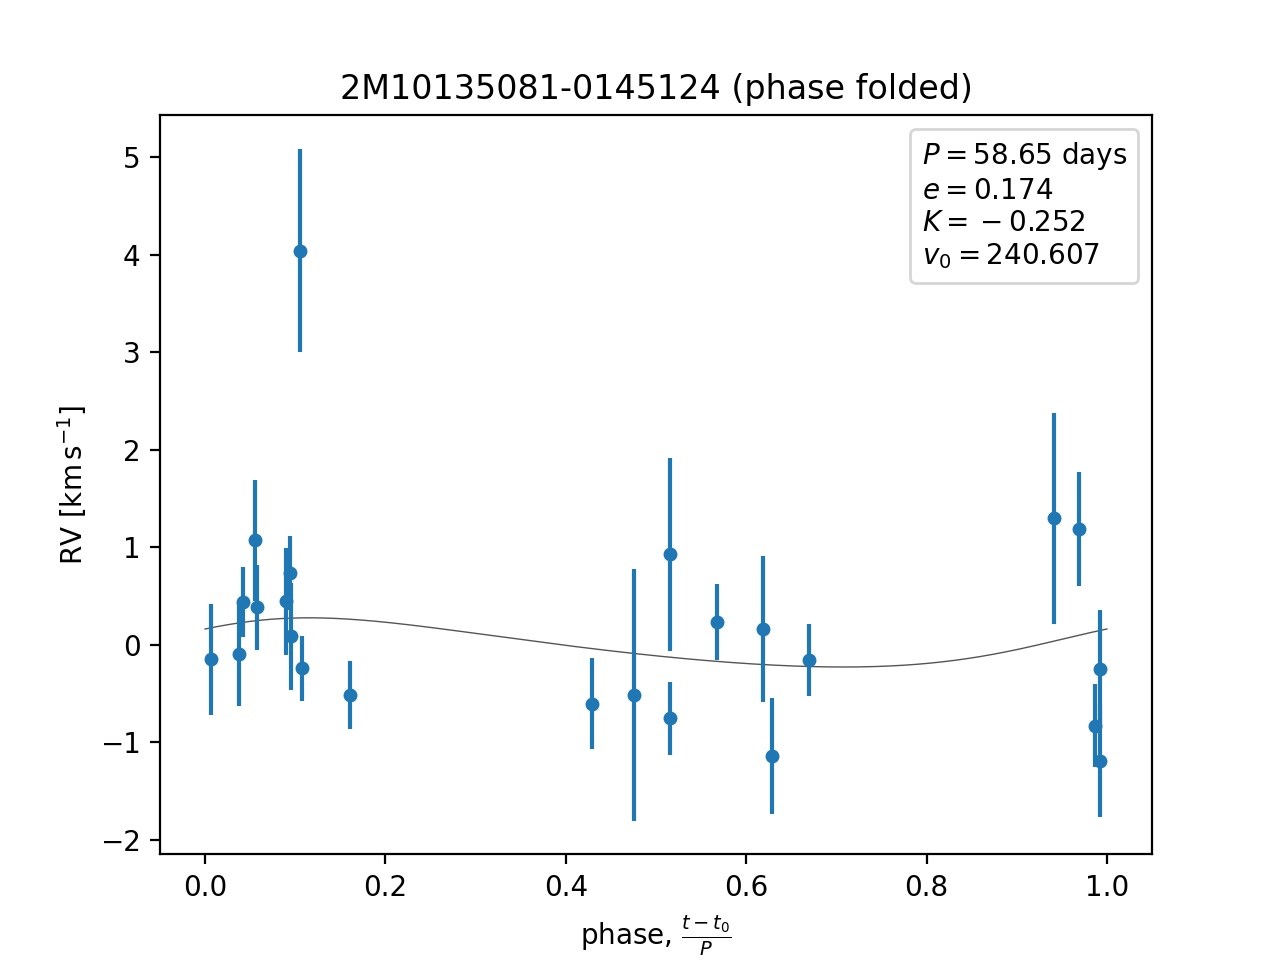 2M10135081-0145124 (phase folded)
P = 58.65 days
e = 0.174
K = −0.252
v₀ = 240.607
5
4
3
2
1
0
−1
−2
RV [km s⁻¹]
0.0 0.2 0.4 0.6 0.8 1.0
phase, (t − t₀)/P